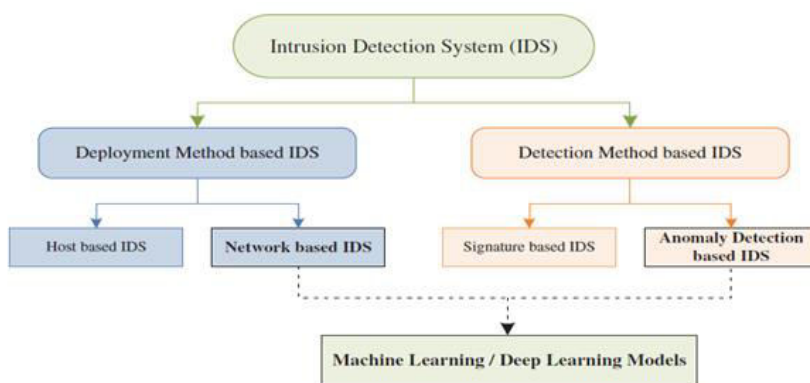 Intrusion Detection System (IDS)
Deployment Method based IDS
Detection Method based IDS
Host based IDS
Network based IDS
Signature based IDS
Anomaly Detection
based IDS
Machine Learning / Deep Learning Models